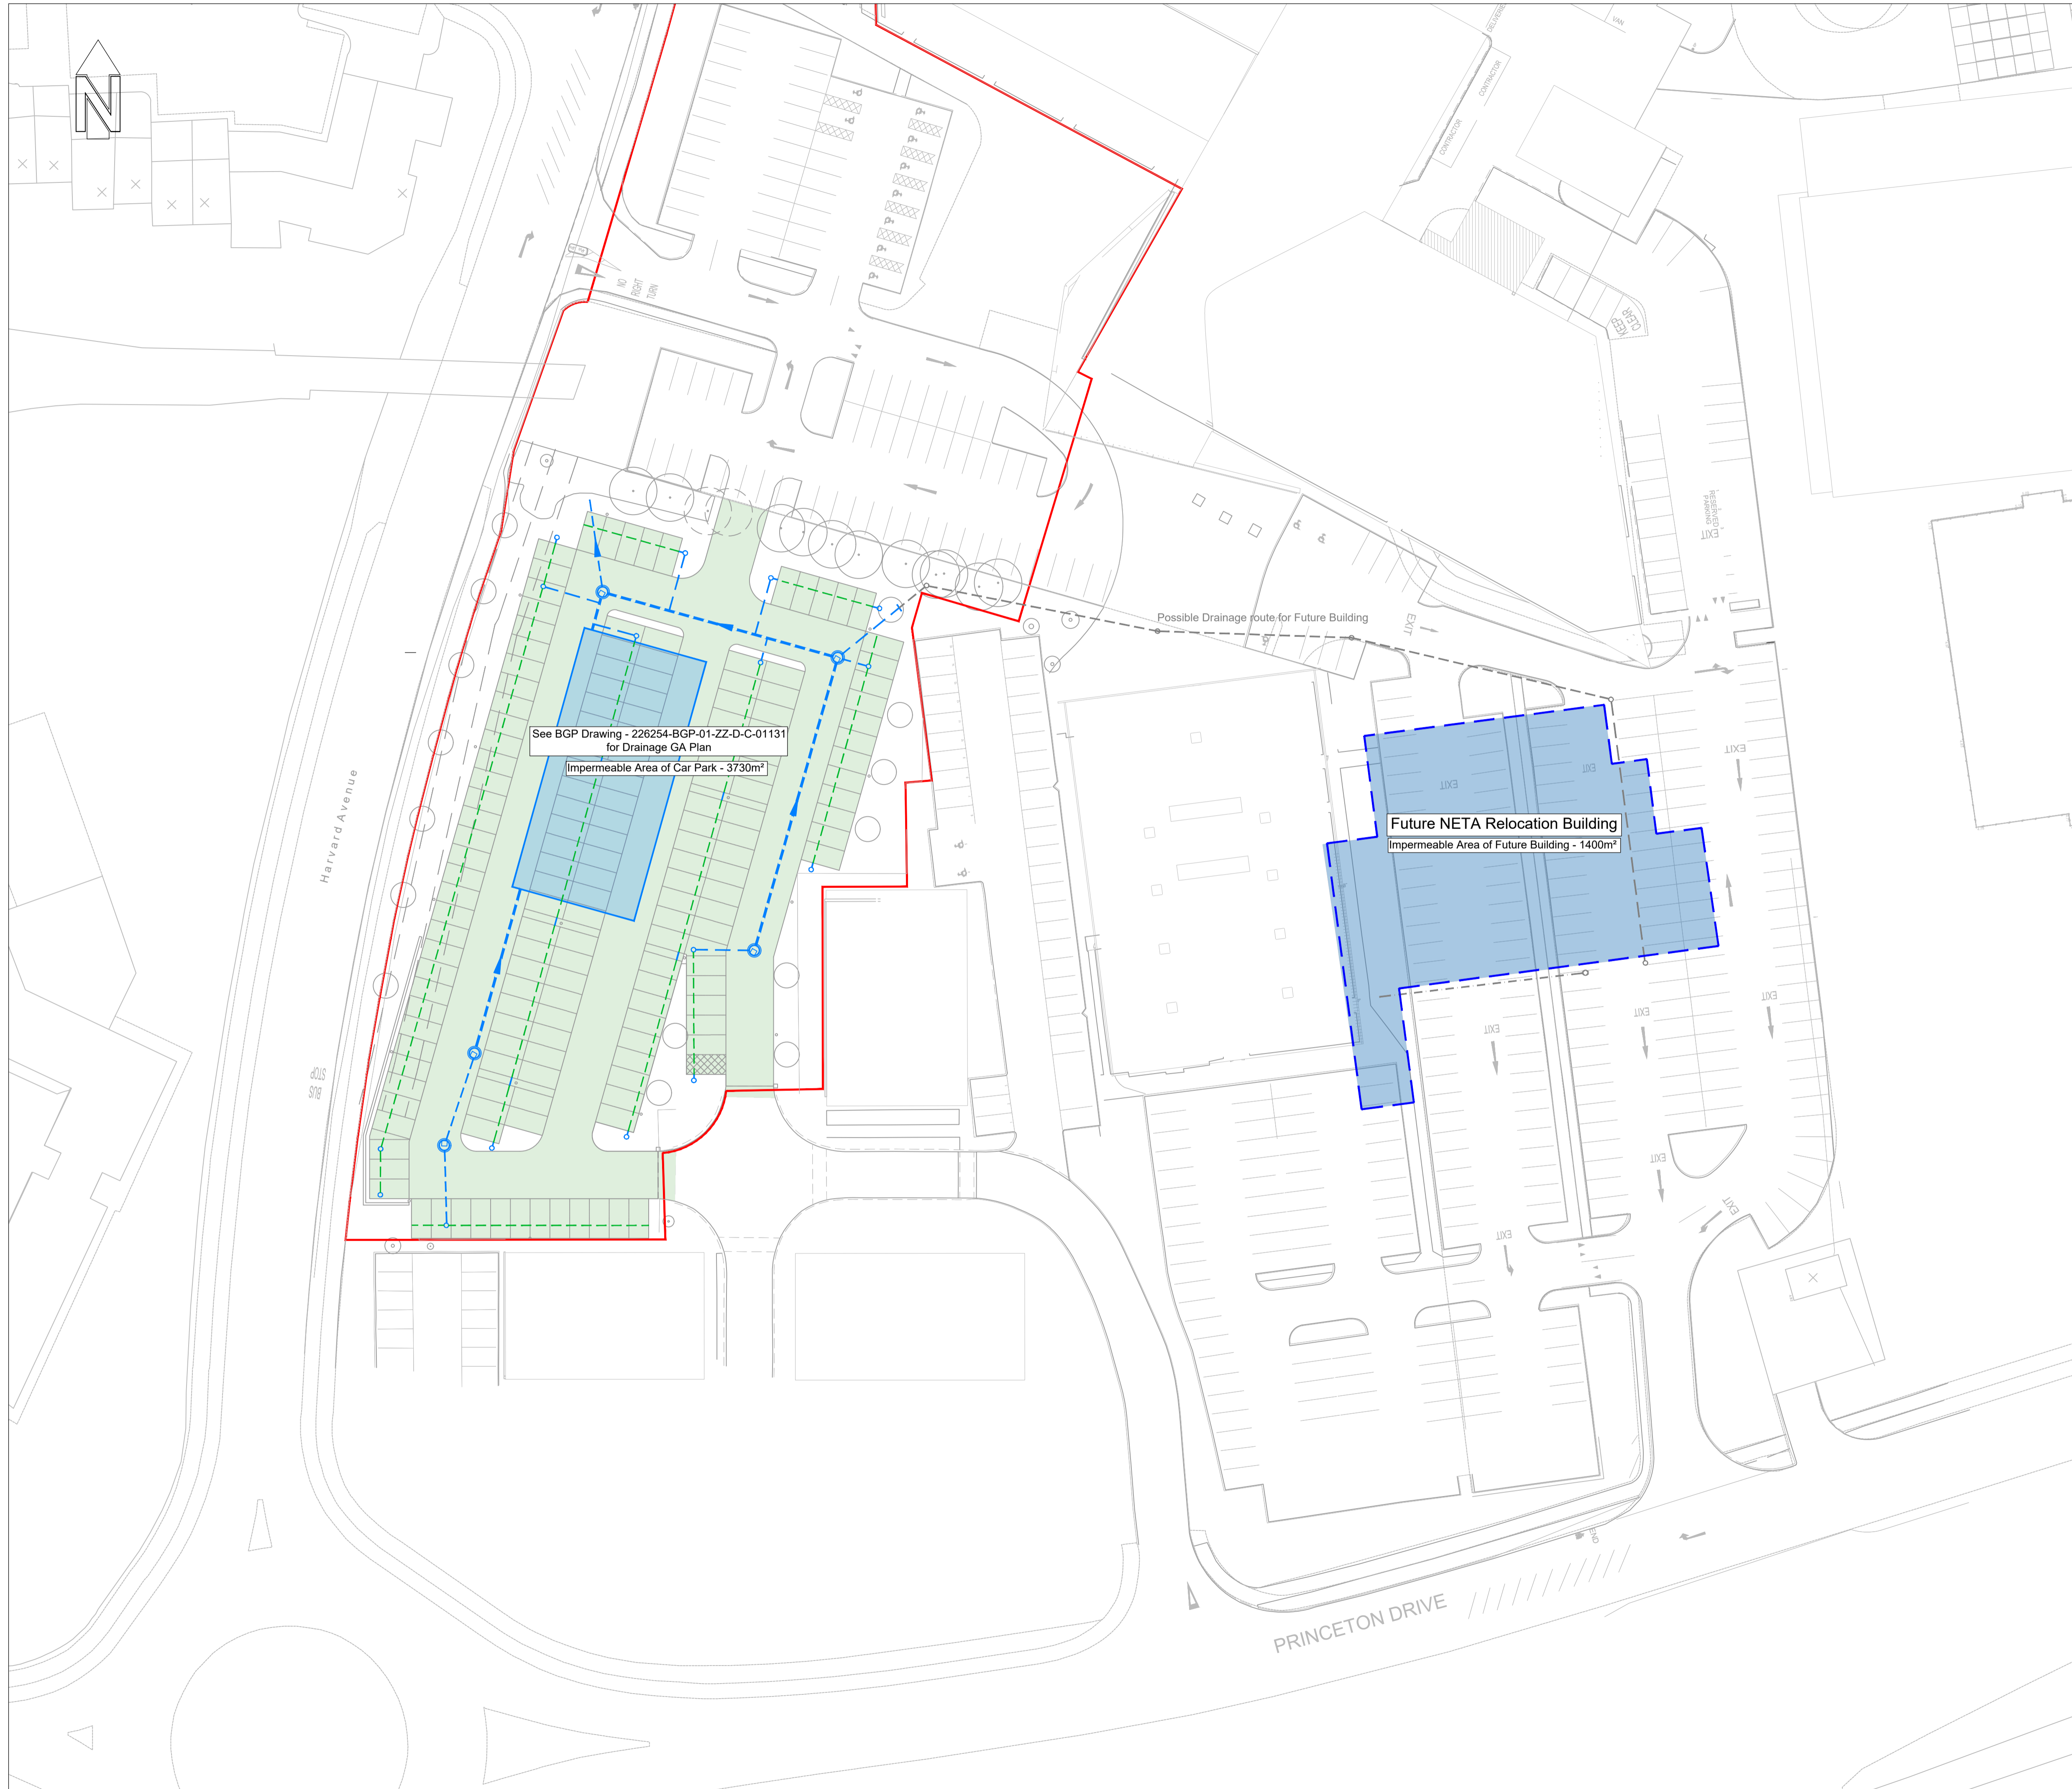 N
DELIVERIES
VAN
CONTRACTOR
CONTRACTOR
NO
RIGHT
TURN
KEEP
CLEAR
RESERVED
PARKING
EXIT
Possible Drainage route for Future Building
EXIT
See BGP Drawing - 226254-BGP-01-ZZ-D-C-01131
for Drainage GA Plan
Impermeable Area of Car Park - 3730m²
EXIT
EXIT
EXIT
Future NETA Relocation Building
Impermeable Area of Future Building - 1400m²
Harvard Avenue
EXIT
EXIT
EXIT
BUS
STOP
EXIT
EXIT
EXIT
END
PRINCETON DRIVE